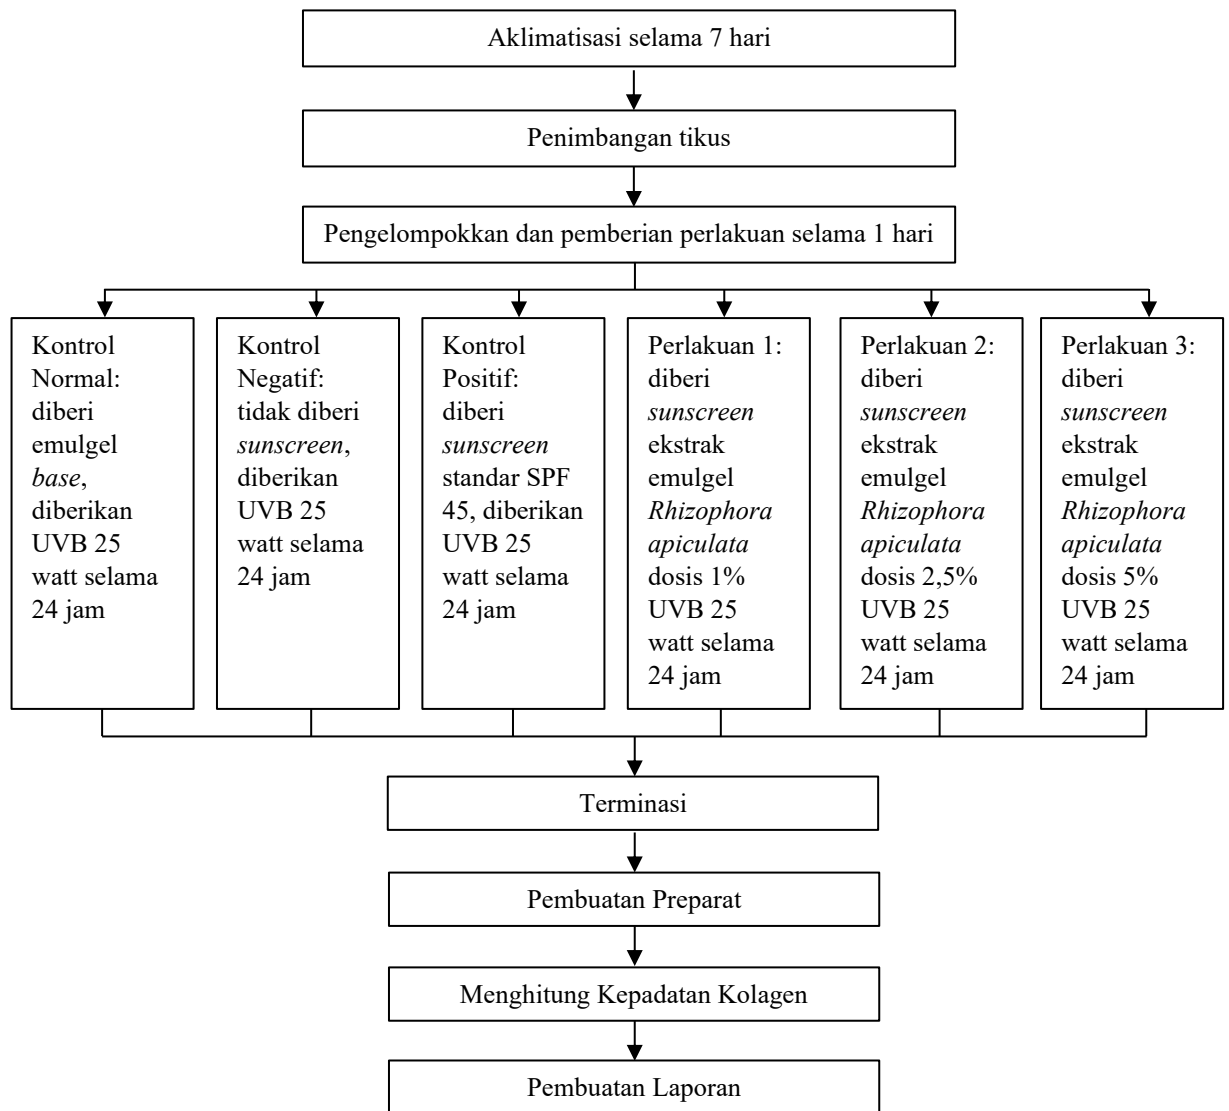 Aklimatisasi selama 7 hari
Penimbangan tikus
Pengelompokkan dan pemberian perlakuan selama 1 hari
Kontrol
Normal:
diberi
emulgel
base,
diberikan
UVB 25
watt selama
24 jam
Kontrol
Negatif:
tidak diberi
sunscreen,
diberikan
UVB 25
watt selama
24 jam
Kontrol
Positif:
diberi
sunscreen
standar SPF
45, diberikan
UVB 25
watt selama
24 jam
Perlakuan 1:
diberi
sunscreen
ekstrak
emulgel
Rhizophora
apiculata
dosis 1%
UVB 25
watt selama
24 jam
Perlakuan 2:
diberi
sunscreen
ekstrak
emulgel
Rhizophora
apiculata
dosis 2,5%
UVB 25
watt selama
24 jam
Perlakuan 3:
diberi
sunscreen
ekstrak
emulgel
Rhizophora
apiculata
dosis 5%
UVB 25
watt selama
24 jam
Terminasi
Pembuatan Preparat
Menghitung Kepadatan Kolagen
Pembuatan Laporan